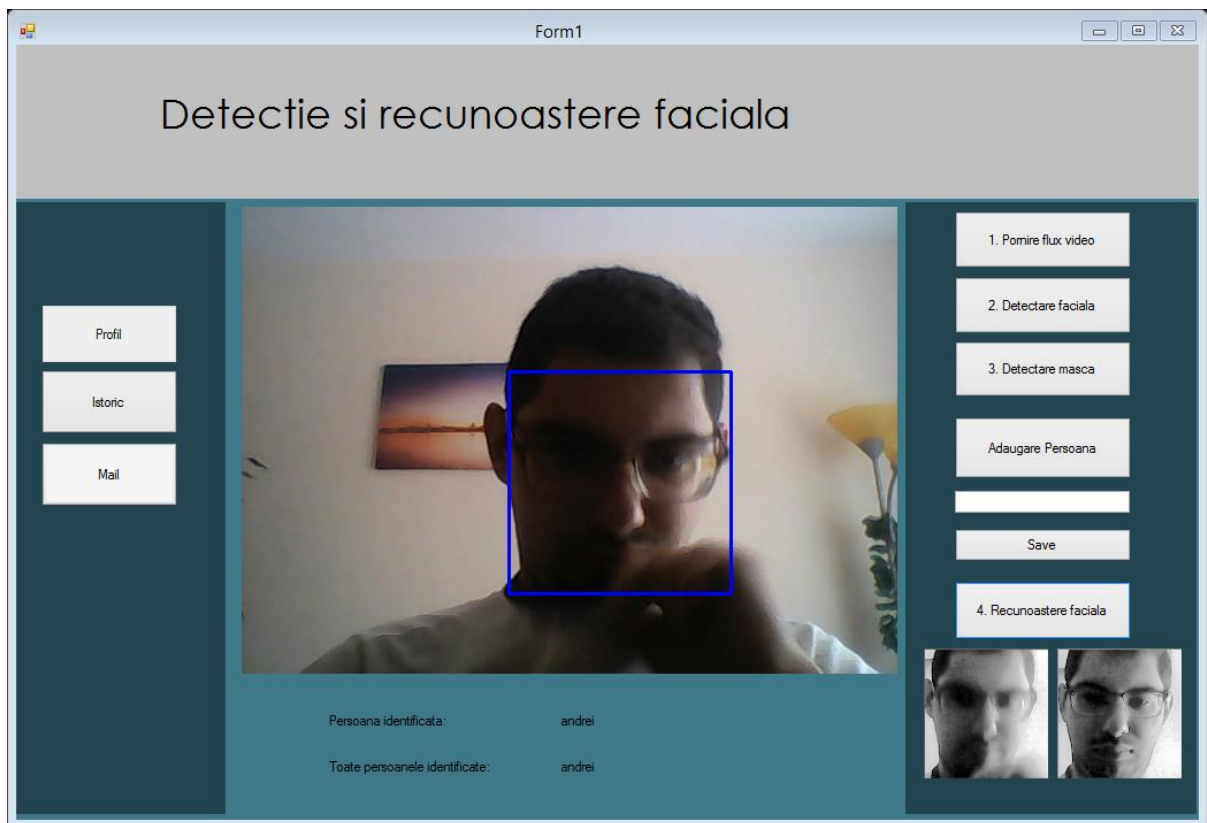 Form1
Detectie si recunoastere faciala
Profil
Istoric
Mail
1. Pornire flux video
2. Detectare faciala
3. Detectare masca
Adaugare Persoana
Save
4. Recunoastere faciala
Persoana identificata: andrei
Toate persoanele identificate: andrei